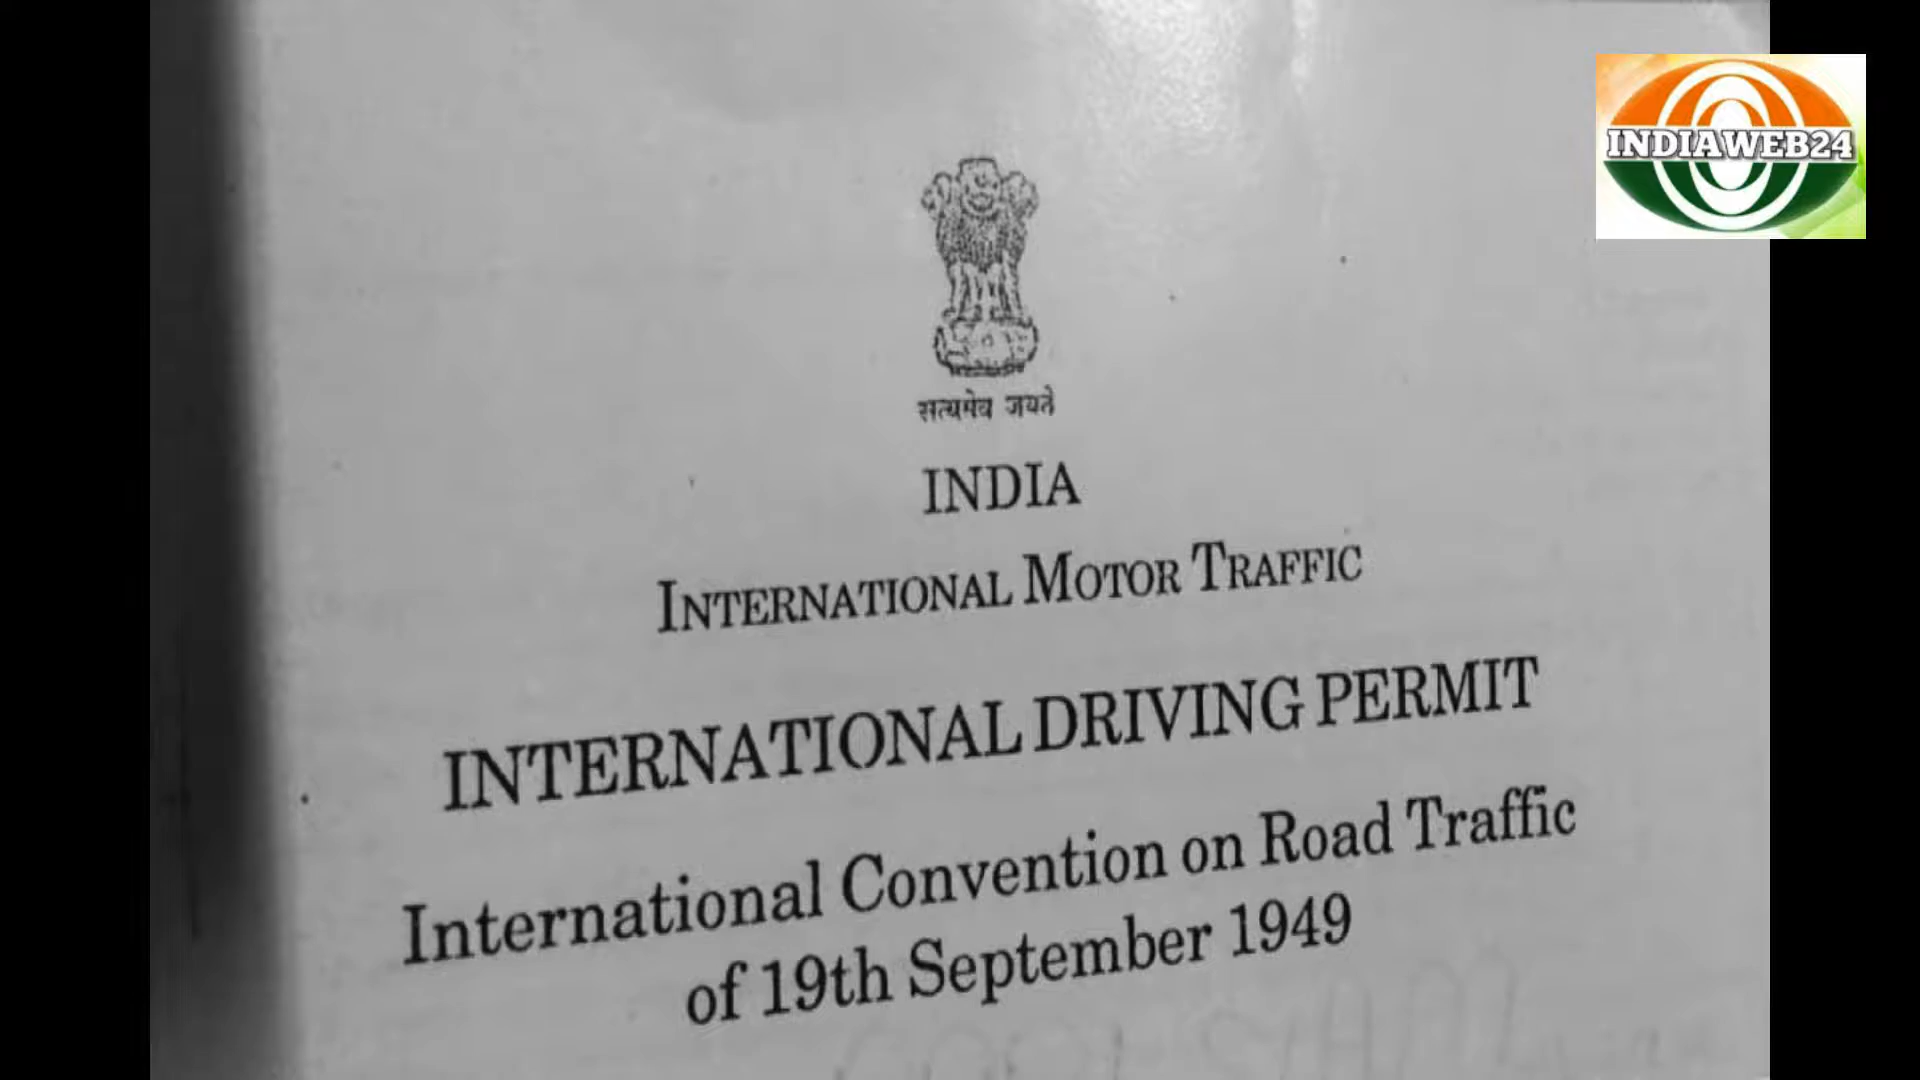 INDIAWEB24
सत्यमेव जयते
INDIA
INTERNATIONAL MOTOR TRAFFIC
INTERNATIONAL DRIVING PERMIT
International Convention on Road Traffic
of 19th September 1949